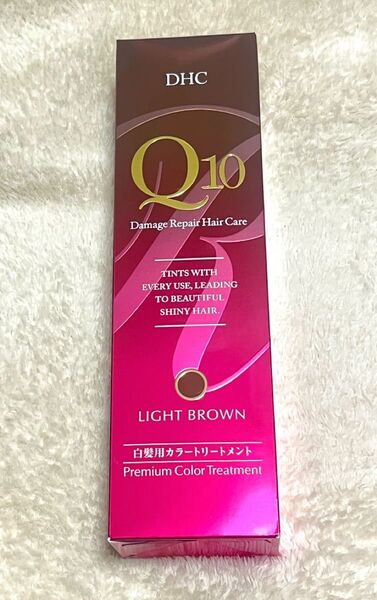 DHC
Q10
Damage Repair Hair Care
TINTS WITH
EVERY USE, LEADING
TO BEAUTIFUL
SHINY HAIR.
LIGHT BROWN
白髪用カラートリートメント
Premium Color Treatment